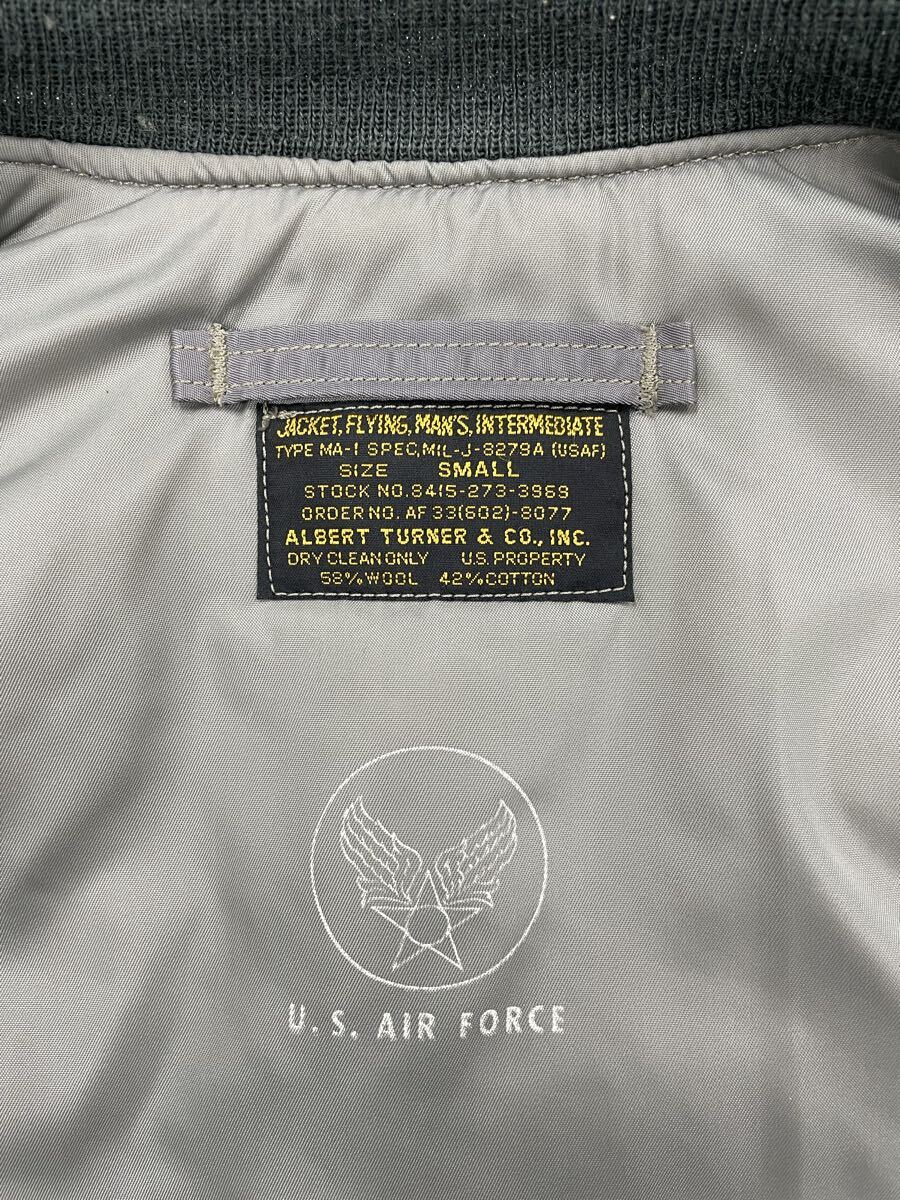 JACKET, FLYING, MAN'S, INTERMEDIATE
TYPE MA-1 SPEC, MIL-J-8279A (USAF)
SIZE SMALL
STOCK NO. 8415-273-3969
ORDER NO. AF 33(602)-8077
ALBERT TURNER & CO., INC.
DRY CLEAN ONLY U.S. PROPERTY
58% WOOL 42% COTTON
U.S. AIR FORCE